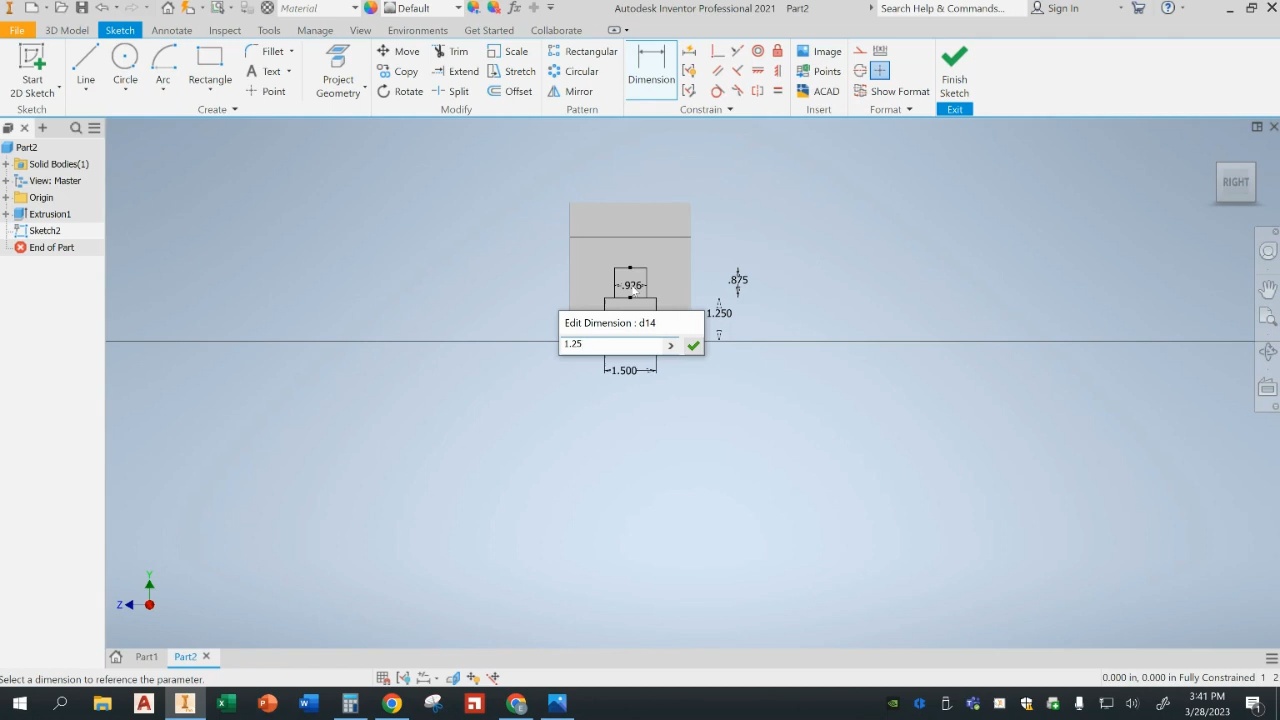 Material
Default
Autodesk Inventor Professional 2021 Part2
Search Help & Commands...
Sign In
File
3D Model
Sketch
Annotate
Inspect
Tools
Manage
View
Environments
Get Started
Collaborate
Start
2D Sketch
Line
Circle
Arc
Rectangle
Fillet
Text
Point
Project
Geometry
Move
Copy
Rotate
Trim
Extend
Split
Scale
Stretch
Offset
Rectangular
Circular
Mirror
Dimension
Image
Points
ACAD
Show Format
Finish
Sketch
Sketch
Create
Modify
Pattern
Constrain
Insert
Format
Exit
Part2
Solid Bodies(1)
View: Master
Origin
Extrusion1
Sketch2
End of Part
RIGHT
.926
.875
1.250
Edit Dimension : d14
1.25
1.500
Y
Z
Part1
Part2
Select a dimension to reference the parameter.
0.000 in, 0.000 in Fully Constrained 1 2
3:41 PM
3/28/2023